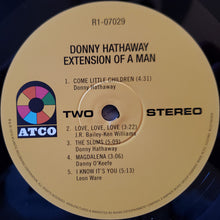 R1-07029
DONNY HATHAWAY
EXTENSION OF A MAN
1. COME LITTLE CHILDREN (4:31)
Donny Hathaway
ATCO
TWO STEREO
2. LOVE, LOVE, LOVE (3:22)
J.R. Bailey-Ken Williams
3. THE SLUMS (5:09)
Donny Hathaway
4. MAGDALENA (3:06)
Danny O'Keefe
5. I KNOW IT'S YOU (5:13)
Leon Ware